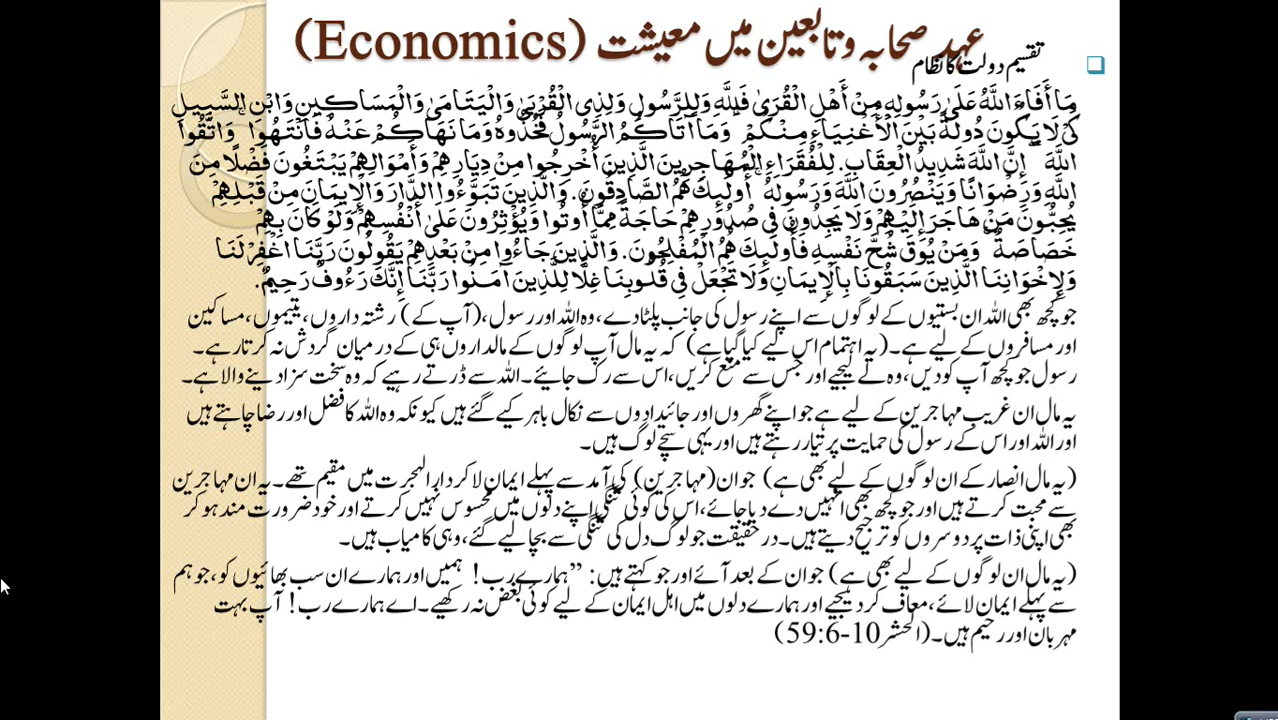 عہد صحابہ و تابعین میں معیشت (Economics)
تقسیم دولت کا نظام
مَا أَفَاءَ اللَّهُ عَلَىٰ رَسُولِهِ مِنْ أَهْلِ الْقُرَىٰ فَلِلَّهِ وَلِلرَّسُولِ وَلِذِي الْقُرْبَىٰ وَالْيَتَامَىٰ وَالْمَسَاكِينِ وَابْنِ السَّبِيلِ
كَيْ لَا يَكُونَ دُولَةً بَيْنَ الْأَغْنِيَاءِ مِنْكُمْ ۚ وَمَا آتَاكُمُ الرَّسُولُ فَخُذُوهُ وَمَا نَهَاكُمْ عَنْهُ فَانْتَهُوا ۚ وَاتَّقُوا
اللَّهَ ۖ إِنَّ اللَّهَ شَدِيدُ الْعِقَابِ. لِلْفُقَرَاءِ الْمُهَاجِرِينَ الَّذِينَ أُخْرِجُوا مِنْ دِيَارِهِمْ وَأَمْوَالِهِمْ يَبْتَغُونَ فَضْلًا مِنَ
اللَّهِ وَرِضْوَانًا وَيَنْصُرُونَ اللَّهَ وَرَسُولَهُ ۚ أُولَٰئِكَ هُمُ الصَّادِقُونَ. وَالَّذِينَ تَبَوَّءُوا الدَّارَ وَالْإِيمَانَ مِنْ قَبْلِهِمْ
يُحِبُّونَ مَنْ هَاجَرَ إِلَيْهِمْ وَلَا يَجِدُونَ فِي صُدُورِهِمْ حَاجَةً مِمَّا أُوتُوا وَيُؤْثِرُونَ عَلَىٰ أَنْفُسِهِمْ وَلَوْ كَانَ بِهِمْ
خَصَاصَةٌ ۚ وَمَنْ يُوقَ شُحَّ نَفْسِهِ فَأُولَٰئِكَ هُمُ الْمُفْلِحُونَ. وَالَّذِينَ جَاءُوا مِنْ بَعْدِهِمْ يَقُولُونَ رَبَّنَا اغْفِرْ لَنَا
وَلِإِخْوَانِنَا الَّذِينَ سَبَقُونَا بِالْإِيمَانِ وَلَا تَجْعَلْ فِي قُلُوبِنَا غِلًّا لِلَّذِينَ آمَنُوا رَبَّنَا إِنَّكَ رَءُوفٌ رَحِيمٌ.
جو کچھ بھی اللہ ان بستیوں کے لوگوں سے اپنے رسول کی جانب پلٹا دے، وہ اللہ اور رسول، (آپ کے) رشتہ داروں، یتیموں، مساکین
اور مسافروں کے لیے ہے۔ (یہ اہتمام اس لیے کیا گیا ہے) کہ یہ مال آپ لوگوں کے مالداروں ہی کے درمیان گردش نہ کرتا رہے۔
رسول جو کچھ آپ کو دیں، وہ لے لیجیے اور جس سے منع کریں، اس سے رک جائیے۔ اللہ سے ڈرتے رہیے کہ وہ سخت سزا دینے والا ہے۔
یہ مال ان غریب مہاجرین کے لیے ہے جو اپنے گھروں اور جائیدادوں سے نکال باہر کیے گئے ہیں کیونکہ وہ اللہ کا فضل اور رضا چاہتے ہیں
اور اللہ اور اس کے رسول کی حمایت پر تیار رہتے ہیں اور یہی سچے لوگ ہیں۔
(یہ مال انصار کے ان لوگوں کے لیے بھی ہے) جو ان (مہاجرین) کی آمد سے پہلے ایمان لا کر دار الہجرت میں مقیم تھے۔ یہ ان مہاجرین
سے محبت کرتے ہیں اور جو کچھ بھی انہیں دے دیا جائے، اس کی کوئی تنگی اپنے دلوں میں محسوس نہیں کرتے اور خود ضرورت مند ہو کر
بھی اپنی ذات پر دوسروں کو ترجیح دیتے ہیں۔ درحقیقت جو لوگ دل کی تنگی سے بچا لیے گئے، وہی کامیاب ہیں۔
(یہ مال ان لوگوں کے لیے بھی ہے) جو ان کے بعد آئے اور جو کہتے ہیں: ”ہمارے رب! ہمیں اور ہمارے ان سب بھائیوں کو، جو ہم
سے پہلے ایمان لائے، معاف کر دیجیے اور ہمارے دلوں میں اہل ایمان کے لیے کوئی بغض نہ رکھیے۔ اے ہمارے رب! آپ بہت
مہربان اور رحیم ہیں۔ (الحشر 10-59:6)